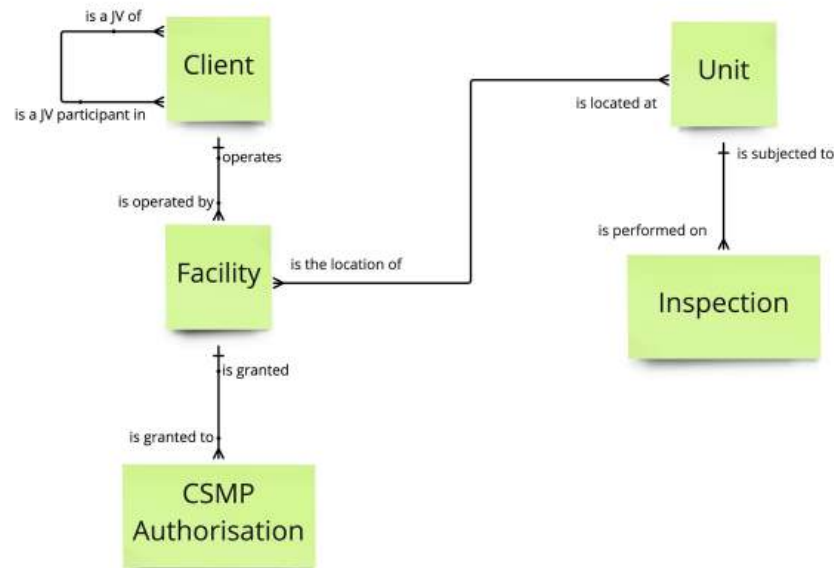 is a JV of
Client
Unit
is a JV participant in
is located at
operates
is subjected to
is operated by
is performed on
Facility
is the location of
Inspection
is granted
is granted to
CSMP
Authorisation